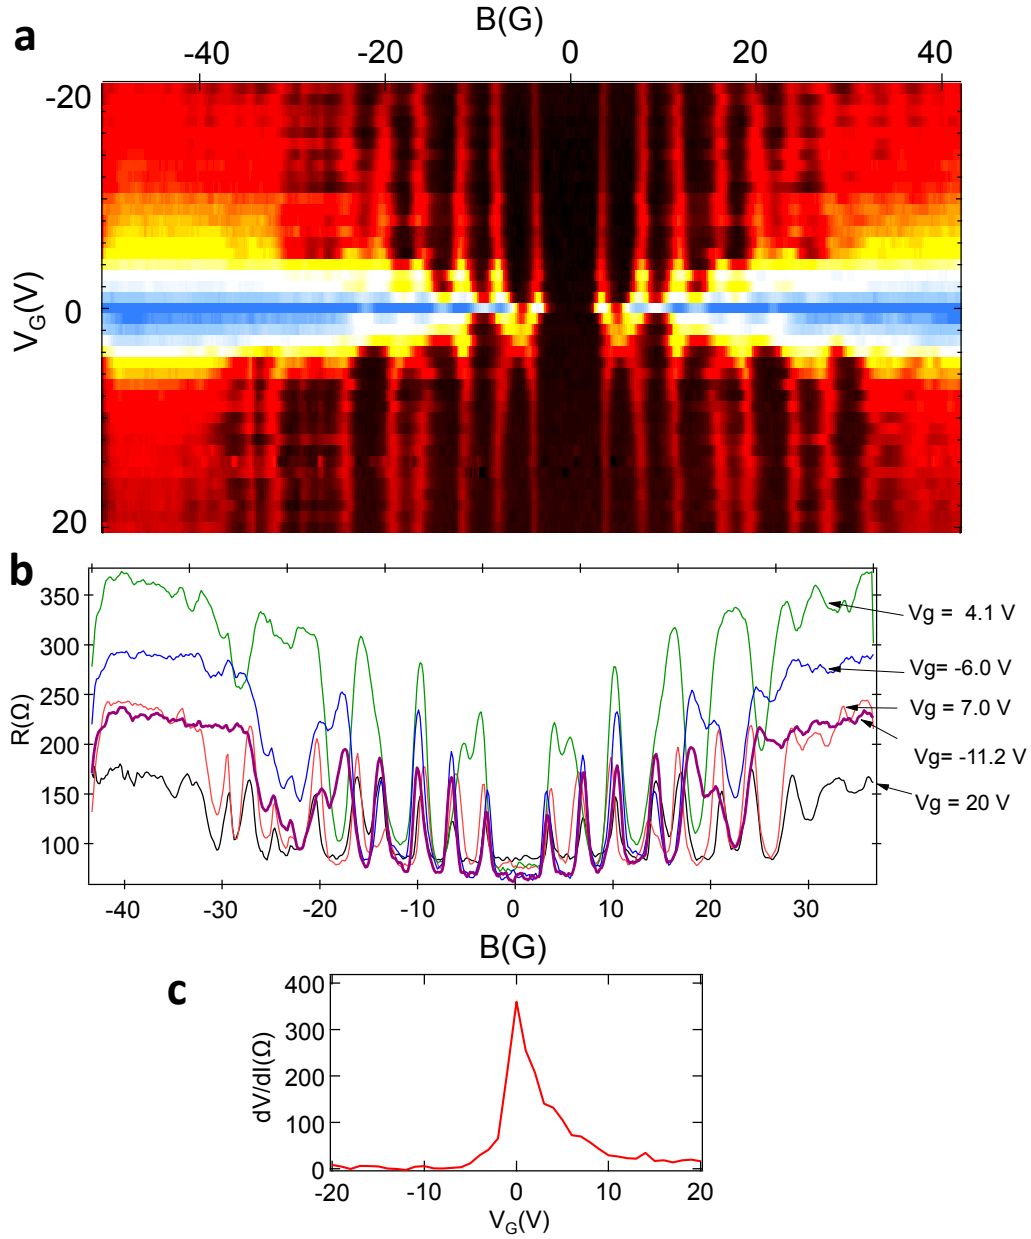 a
B(G)
-40 -20 0 20 40
-20
0
20
V_G(V)
b
350
300
250
200
150
100
R(Ω)
Vg = 4.1 V
Vg= -6.0 V
Vg = 7.0 V
Vg= -11.2 V
Vg = 20 V
-40 -30 -20 -10 0 10 20 30
B(G)
c
400
300
200
100
0
dV/dI(Ω)
-20 -10 0 10 20
V_G(V)